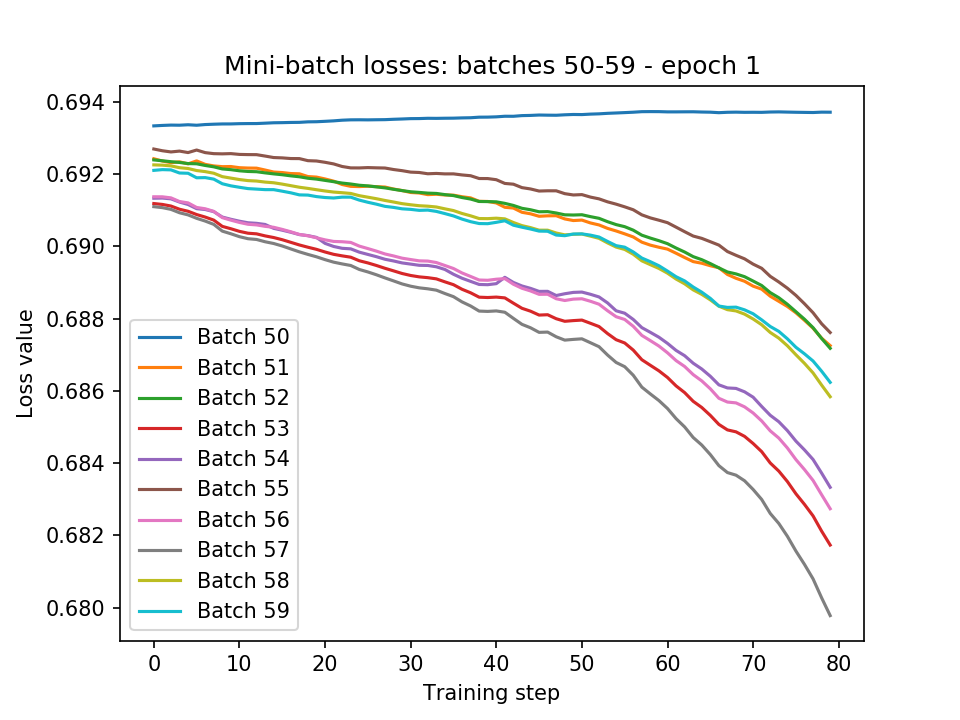 Mini-batch losses: batches 50-59 - epoch 1
Loss value
0.694
0.692
0.690
0.688
0.686
0.684
0.682
0.680
Batch 50
Batch 51
Batch 52
Batch 53
Batch 54
Batch 55
Batch 56
Batch 57
Batch 58
Batch 59
0 10 20 30 40 50 60 70 80
Training step